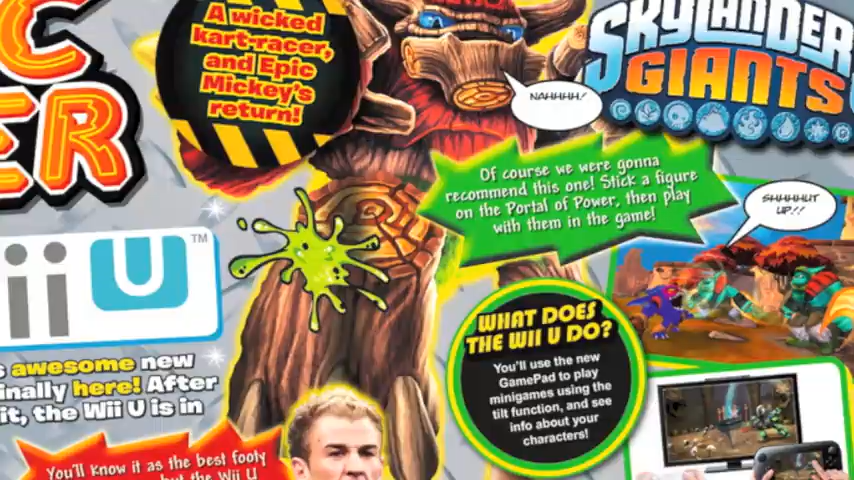 C
ER
A wicked
kart-racer,
and Epic
Mickey's
return!
SKYLANDER
GIANTS
NAHHHH!
Of course we were gonna
recommend this one! Stick a figure
on the Portal of Power, then play
with them in the game!
SHHHHUT
UP!!
ii U TM
awesome new
inally here! After
it, the Wii U is in
WHAT DOES
THE WII U DO?
You'll use the new
GamePad to play
minigames using the
tilt function, and see
info about your
characters!
You'll know it as the best footy
but the Wii U